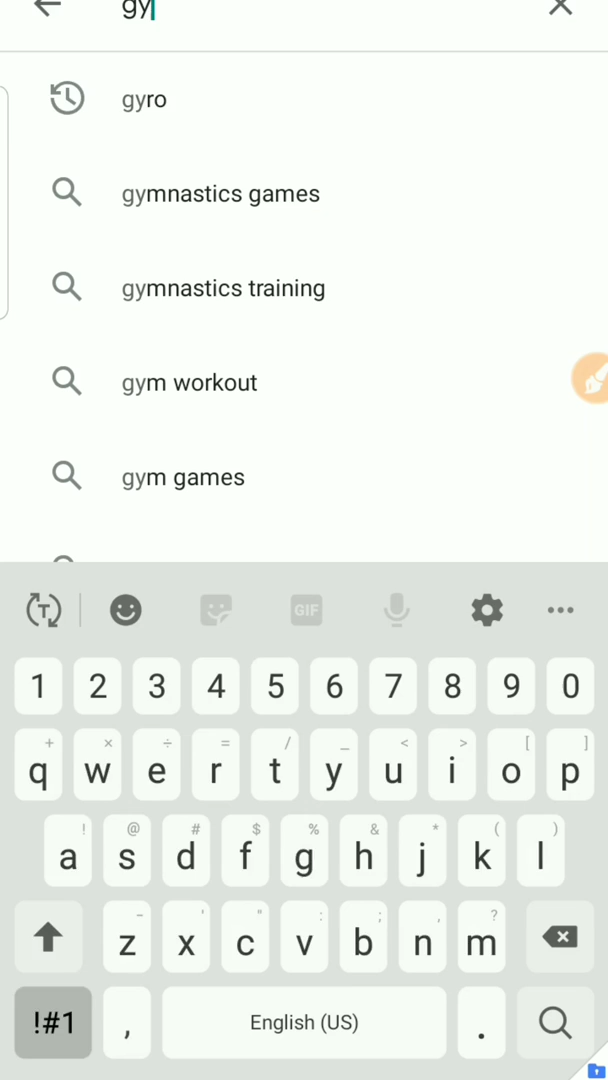 gy
gyro
gymnastics games
gymnastics training
gym workout
gym games
T GIF
1 2 3 4 5 6 7 8 9 0
+ × ÷ = / _ < > [ ]
q w e r t y u i o p
! @ # $ % & * ( )
a s d f g h j k l
- ' " : ; , ?
z x c v b n m
!#1 , English (US) .